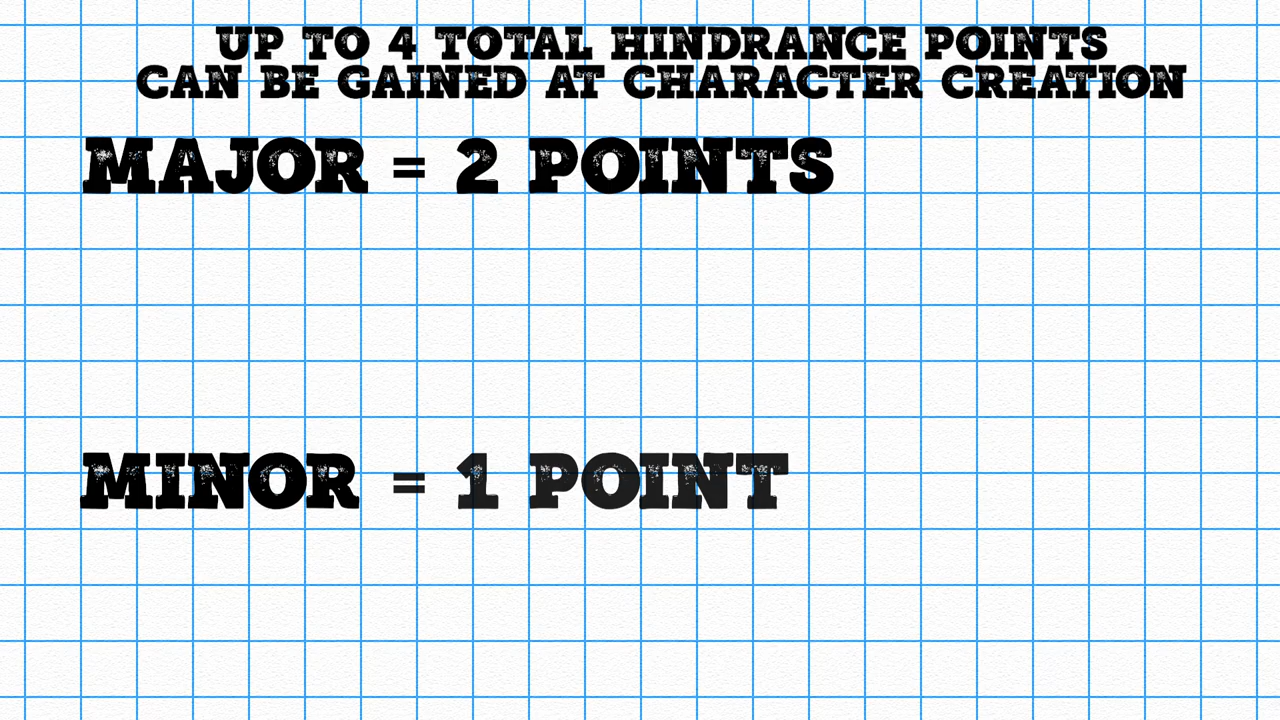 UP TO 4 TOTAL HINDRANCE POINTS
CAN BE GAINED AT CHARACTER CREATION
MAJOR = 2 POINTS
MINOR = 1 POINT